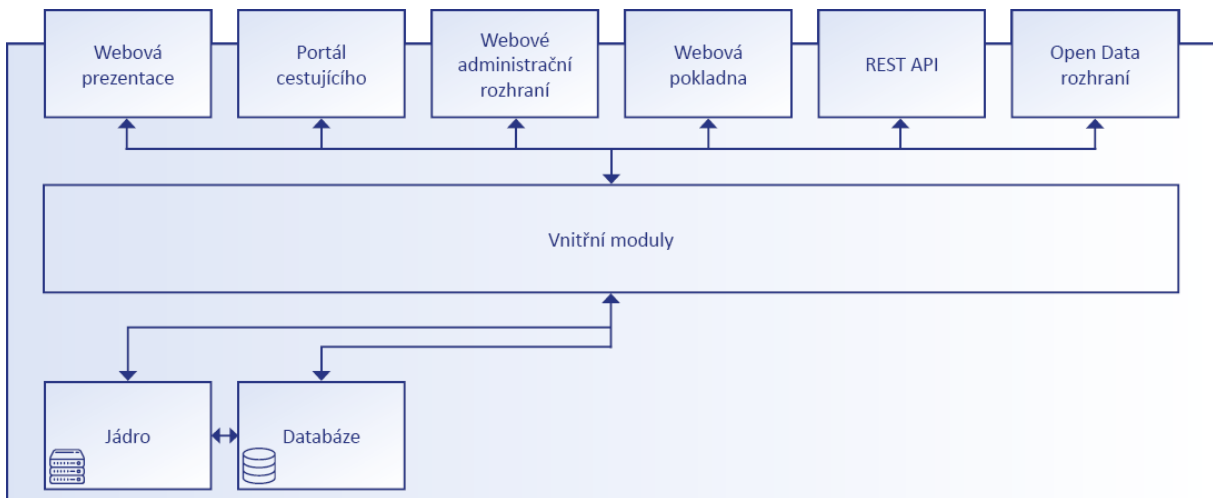 Webová
prezentace
Portál
cestujícího
Webové
administrační
rozhraní
Webová
pokladna
REST API
Open Data
rozhraní
Vnitřní moduly
Jádro
Databáze